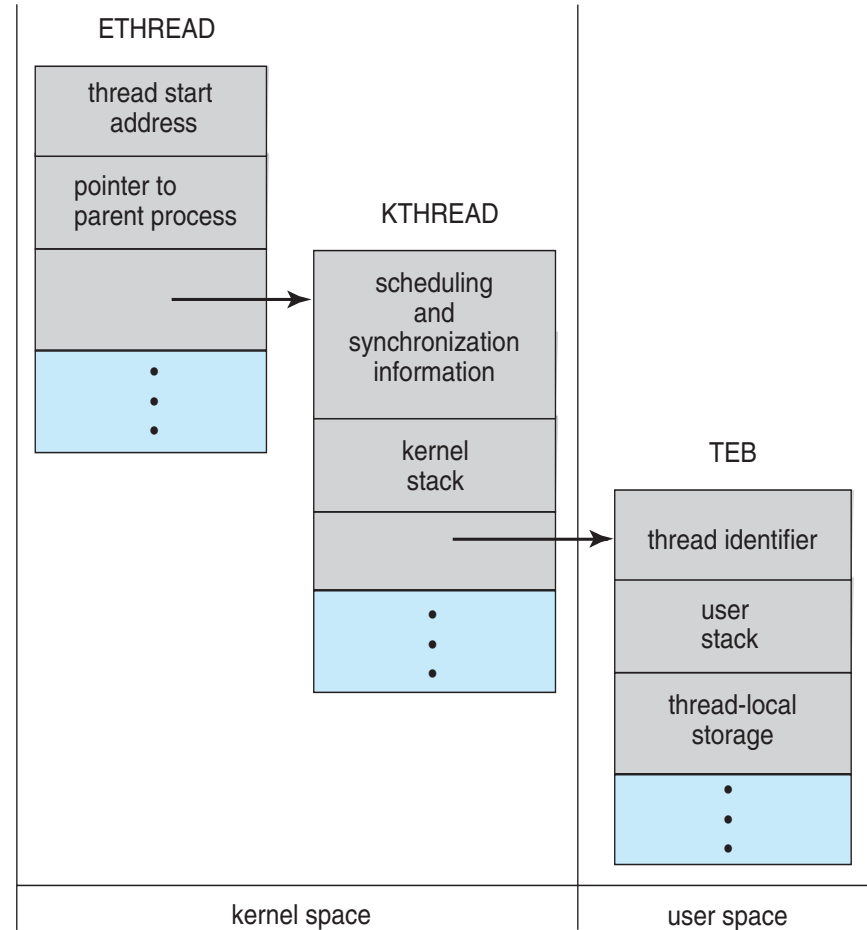 ETHREAD
thread start
address
pointer to
parent process
KTHREAD
scheduling
and
synchronization
information
kernel
stack
TEB
thread identifier
user
stack
thread-local
storage
kernel space
user space